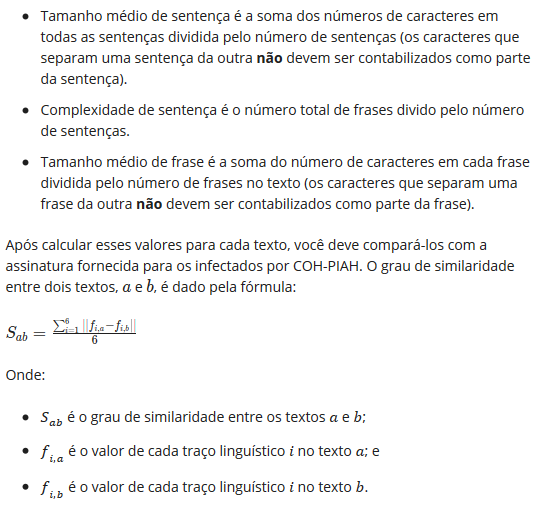 • Tamanho médio de sentença é a soma dos números de caracteres em
todas as sentenças dividida pelo número de sentenças (os caracteres que
separam uma sentença da outra não devem ser contabilizados como parte
da sentença).
• Complexidade de sentença é o número total de frases divido pelo número
de sentenças.
• Tamanho médio de frase é a soma do número de caracteres em cada frase
dividida pelo número de frases no texto (os caracteres que separam uma
frase da outra não devem ser contabilizados como parte da frase).
Após calcular esses valores para cada texto, você deve compará-los com a
assinatura fornecida para os infectados por COH-PIAH. O grau de similaridade
entre dois textos, a e b, é dado pela fórmula:
S_{ab} = \frac{\sum_{i=1}^{6} ||f_{i,a} - f_{i,b}||}{6}
Onde:
• S_{ab} é o grau de similaridade entre os textos a e b;
• f_{i,a} é o valor de cada traço linguístico i no texto a; e
• f_{i,b} é o valor de cada traço linguístico i no texto b.